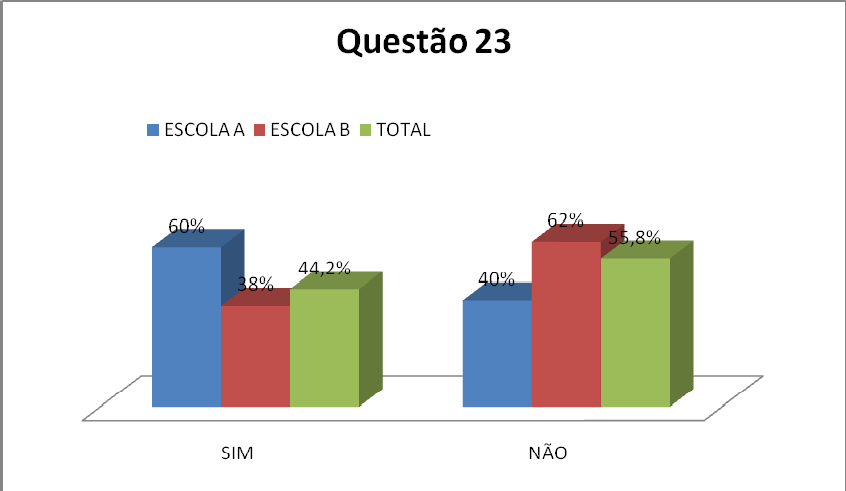 Questão 23
ESCOLA A ESCOLA B TOTAL
60% 38% 44,2% 40% 62% 55,8%
SIM NÃO